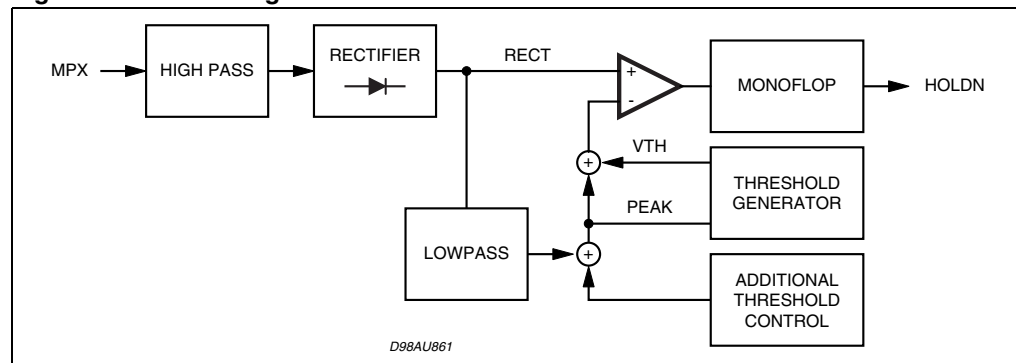 MPX
HIGH PASS
RECTIFIER
RECT
+
-
MONOFLOP
HOLDN
VTH
+
THRESHOLD
GENERATOR
PEAK
LOWPASS
+
ADDITIONAL
THRESHOLD
CONTROL
D98AU861